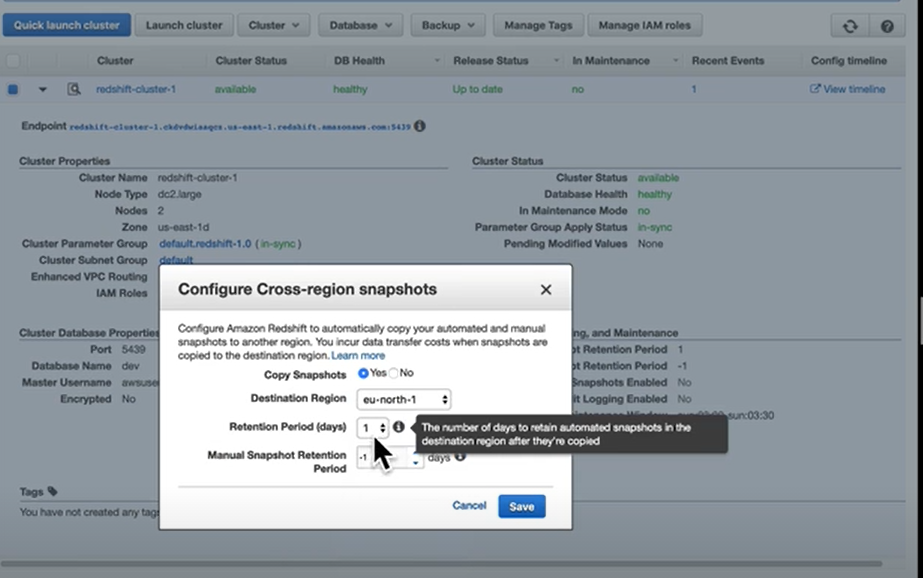 Quick launch cluster Launch cluster Cluster Database Backup Manage Tags Manage IAM roles
Cluster Cluster Status DB Health Release Status In Maintenance Recent Events Config timeline
redshift-cluster-1 available healthy Up to date no 1 View timeline
Endpoint redshift-cluster-1.ckdvdwiaaqcx.us-east-1.redshift.amazonaws.com:5439
Cluster Properties
Cluster Name redshift-cluster-1
Node Type dc2.large
Nodes 2
Zone us-east-1d
Cluster Parameter Group default.redshift-1.0 ( in-sync )
Cluster Subnet Group default
Enhanced VPC Routing
IAM Roles
Cluster Status
Cluster Status available
Database Health healthy
In Maintenance Mode no
Parameter Group Apply Status in-sync
Pending Modified Values None
Cluster Database Properties
Port 5439
Database Name dev
Master Username awsuse
Encrypted No
ng, and Maintenance
ot Retention Period 1
ot Retention Period -1
Snapshots Enabled No
it Logging Enabled No
sun:03:30
Tags
You have not created any tag
Configure Cross-region snapshots
Configure Amazon Redshift to automatically copy your automated and manual
snapshots to another region. You incur data transfer costs when snapshots are
copied to the destination region. Learn more
Copy Snapshots Yes No
Destination Region eu-north-1
Retention Period (days) 1
The number of days to retain automated snapshots in the
destination region after they're copied
Manual Snapshot Retention
Period -1 days
Cancel Save